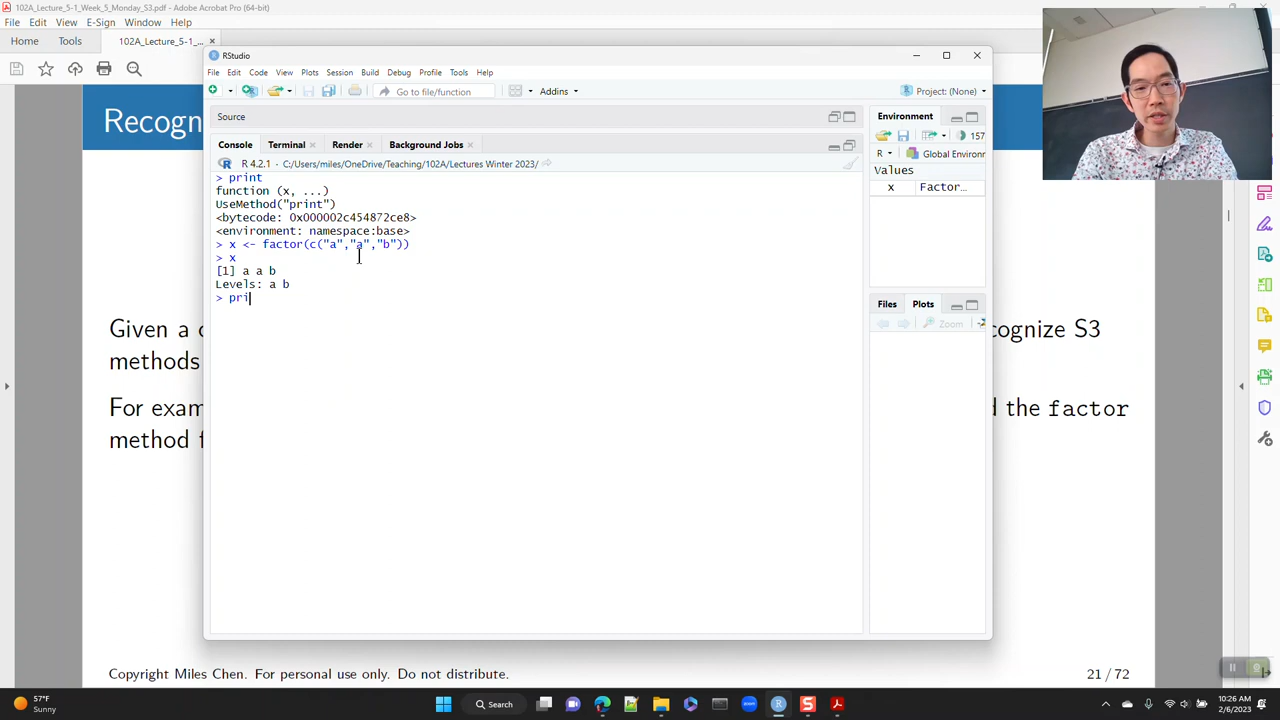 102A_Lecture_5-1_Week_5_Monday_S3.pdf - Adobe Acrobat Pro (64-bit)
File Edit View E-Sign Window Help
Home Tools 102A_Lecture_5-1_...
RStudio
File Edit Code View Plots Session Build Debug Profile Tools Help
Go to file/function Addins Project: (None)
Source
Console Terminal Render Background Jobs
R 4.2.1 · C:/Users/miles/OneDrive/Teaching/102A/Lectures Winter 2023/
> print
function (x, ...)
UseMethod("print")
<bytecode: 0x000002c454872ce8>
<environment: namespace:base>
> x <- factor(c("a","a","b"))
> x
[1] a a b
Levels: a b
> pri
Environment
157
R Global Environ
Values
x Factor…
Files Plots
Zoom
Recogn
Given a ognize S3
methods
For exam the factor
method
Copyright Miles Chen. For personal use only. Do not distribute. 21 / 72
57°F
Sunny
Search
10:26 AM
2/6/2023